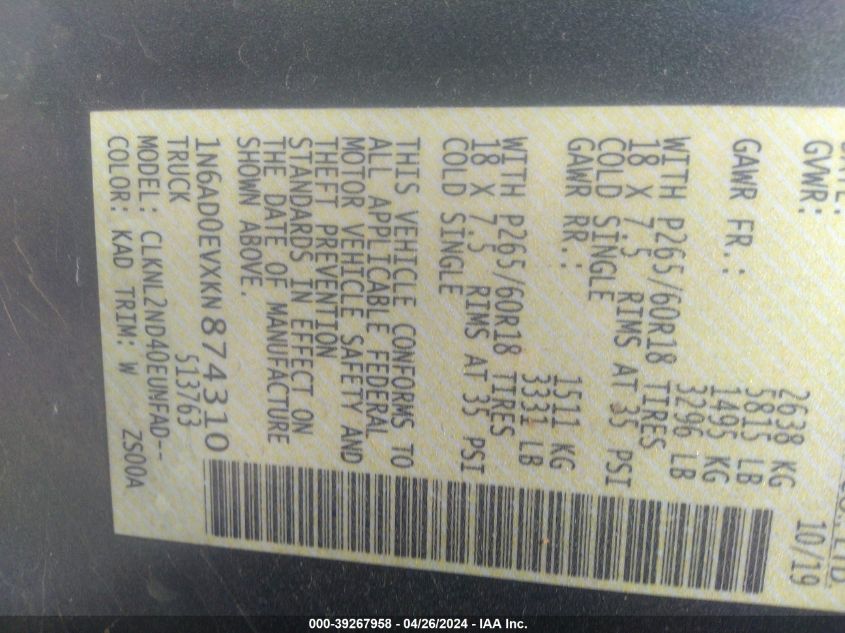 10/19
GVWR: 2638 KG
5815 LB
GAWR FR.: 1495 KG
3296 LB
WITH P265/60R18 TIRES
18 X 7.5 RIMS AT 35 PSI
COLD SINGLE
GAWR RR.: 1511 KG
3331 LB
WITH P265/60R18 TIRES
18 X 7.5 RIMS AT 35 PSI
COLD SINGLE
THIS VEHICLE CONFORMS TO
ALL APPLICABLE FEDERAL
MOTOR VEHICLE SAFETY AND
THEFT PREVENTION
STANDARDS IN EFFECT ON
THE DATE OF MANUFACTURE
SHOWN ABOVE.
1N6AD0EVXKN874310
TRUCK 513763
MODEL: CLKNL2ND40EUNFAD--
COLOR: KAD TRIM: W ZS00A
000-39267958 - 04/26/2024 - IAA Inc.